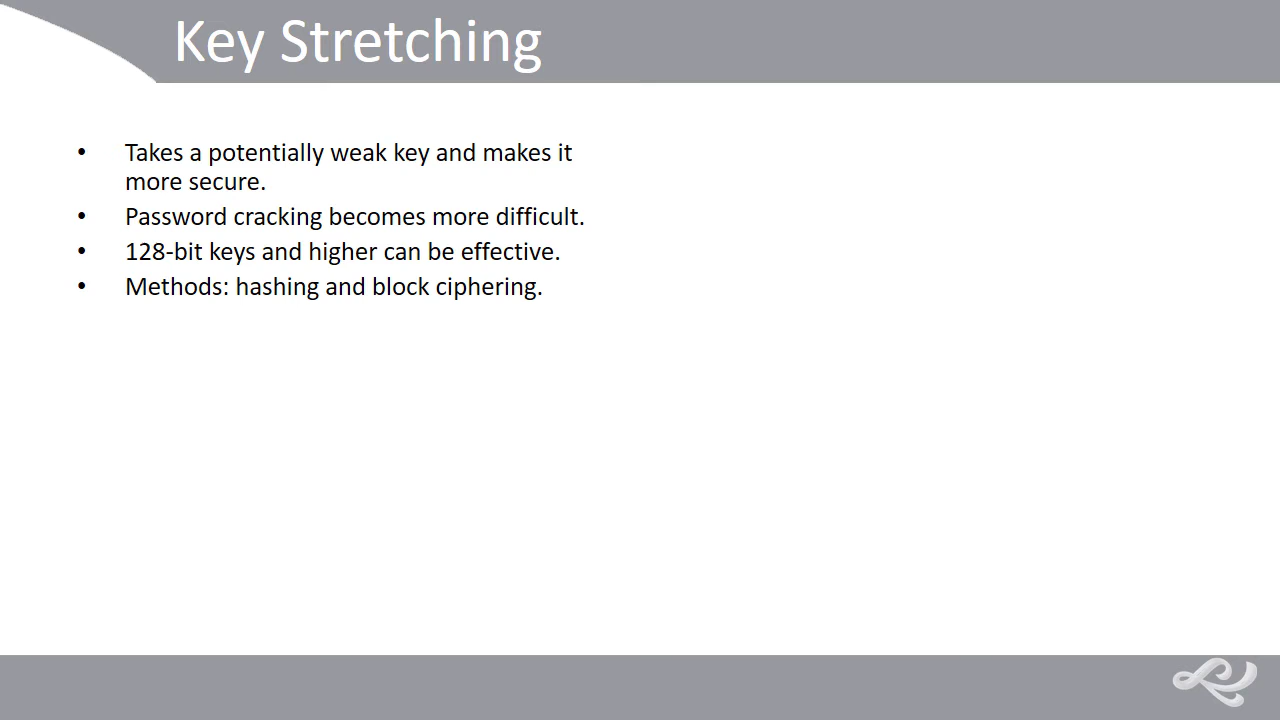 Key Stretching
• Takes a potentially weak key and makes it
more secure.
• Password cracking becomes more difficult.
• 128-bit keys and higher can be effective.
• Methods: hashing and block ciphering.